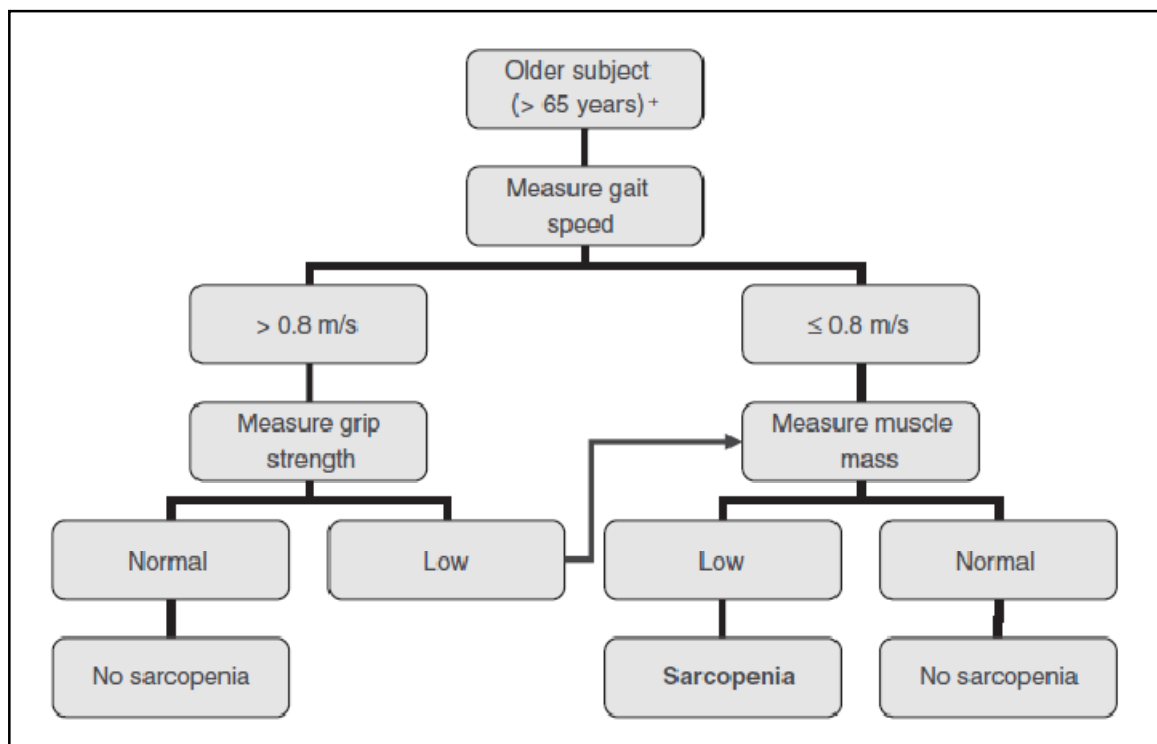 Older subject
(> 65 years) +
Measure gait
speed
> 0.8 m/s
≤ 0.8 m/s
Measure grip
strength
Measure muscle
mass
Normal
Low
Low
Normal
No sarcopenia
Sarcopenia
No sarcopenia